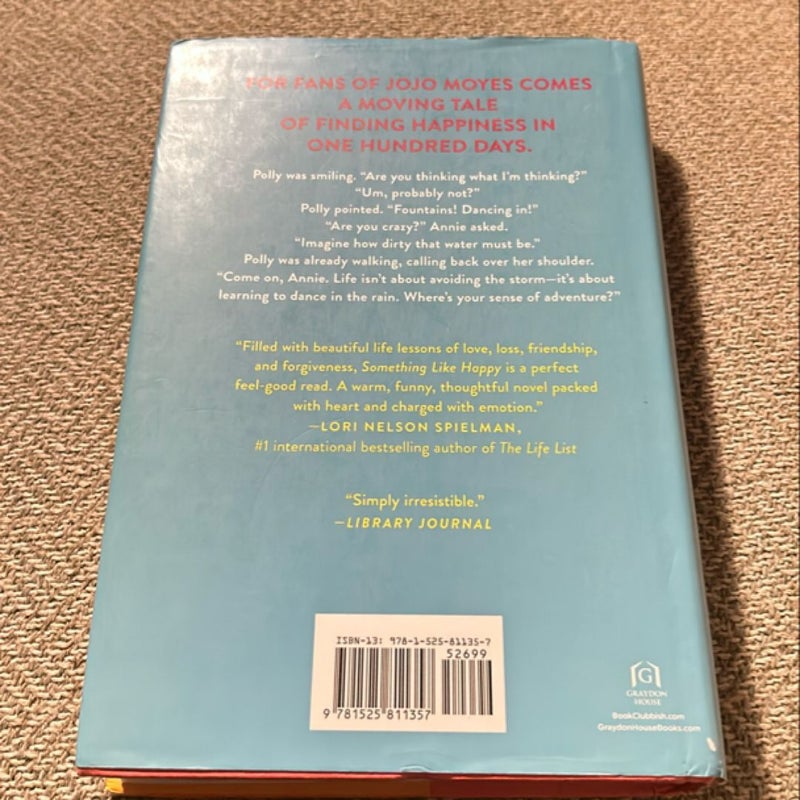 FOR FANS OF JOJO MOYES COMES
A MOVING TALE
OF FINDING HAPPINESS IN
ONE HUNDRED DAYS.
Polly was smiling. “Are you thinking what I’m thinking?”
“Um, probably not?”
Polly pointed. “Fountains! Dancing in!”
“Are you crazy?” Annie asked.
“Imagine how dirty that water must be.”
Polly was already walking, calling back over her shoulder.
“Come on, Annie. Life isn’t about avoiding the storm—it’s about
learning to dance in the rain. Where’s your sense of adventure?”
“Filled with beautiful life lessons of love, loss, friendship,
and forgiveness, Something Like Happy is a perfect
feel-good read. A warm, funny, thoughtful novel packed
with heart and charged with emotion.”
—LORI NELSON SPIELMAN,
#1 international bestselling author of The Life List
“Simply irresistible.”
—LIBRARY JOURNAL
ISBN-13: 978-1-525-81135-7
52699
9 781525 811357
G
GRAYDON
HOUSE
BookClubbish.com
GraydonHouseBooks.com